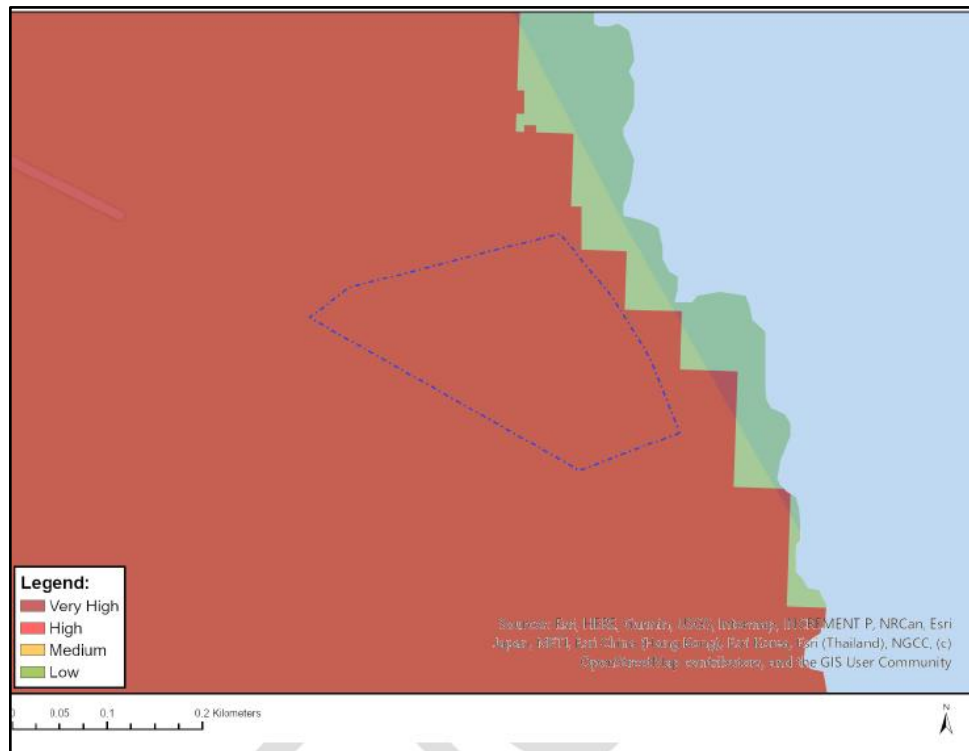 Legend:
Very High
High
Medium
Low
Sources: Esri, HERE, Garmin, USGS, Intermap, INCREMENT P, NRCan, Esri
Japan, METI, Esri China (Hong Kong), Esri Korea, Esri (Thailand), NGCC, (c)
OpenStreetMap contributors, and the GIS User Community
0 0.05 0.1 0.2 Kilometers
N